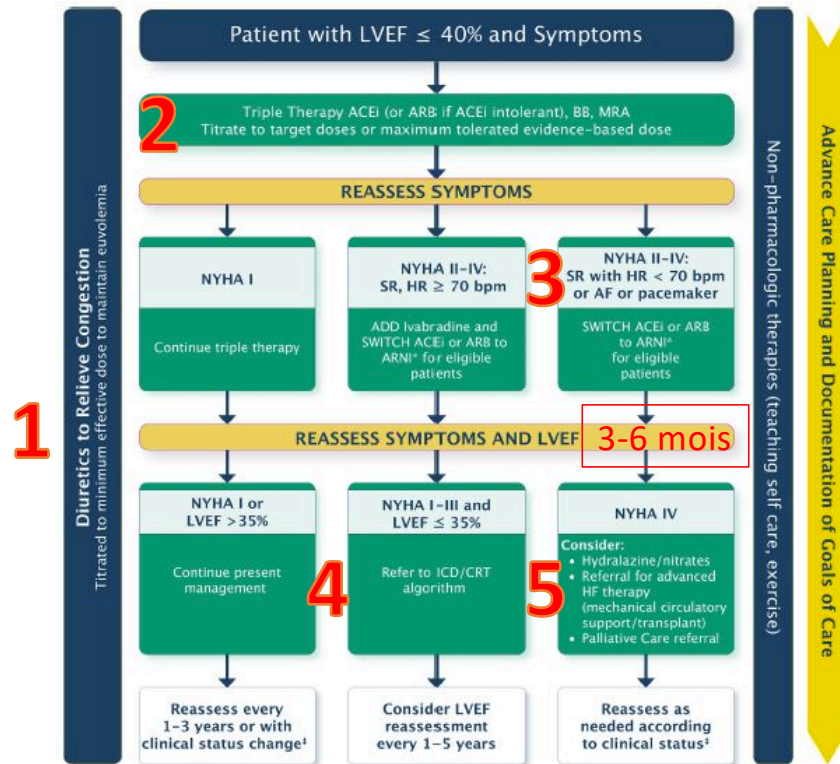 Patient with LVEF ≤ 40% and Symptoms
2
Triple Therapy ACEi (or ARB if ACEi intolerant), BB, MRA
Titrate to target doses or maximum tolerated evidence-based dose
REASSESS SYMPTOMS
NYHA I
Continue triple therapy
NYHA II–IV:
SR, HR ≥ 70 bpm
ADD Ivabradine and
SWITCH ACEi or ARB to
ARNI* for eligible
patients
3
NYHA II–IV:
SR with HR < 70 bpm
or AF or pacemaker
SWITCH ACEi or ARB
to ARNI*
for eligible
patients
1
Diuretics to Relieve Congestion
Titrated to minimum effective dose to maintain euvolemia
REASSESS SYMPTOMS AND LVEF
3-6 mois
NYHA I or
LVEF >35%
Continue present
management
4
NYHA I–III and
LVEF ≤ 35%
Refer to ICD/CRT
algorithm
5
NYHA IV
Consider:
• Hydralazine/nitrates
• Referral for advanced
HF therapy
(mechanical circulatory
support/transplant)
• Palliative Care referral
Reassess every
1–3 years or with
clinical status change‡
Consider LVEF
reassessment
every 1–5 years
Reassess as
needed according
to clinical status‡
Non-pharmacologic therapies (teaching self care, exercise)
Advance Care Planning and Documentation of Goals of Care